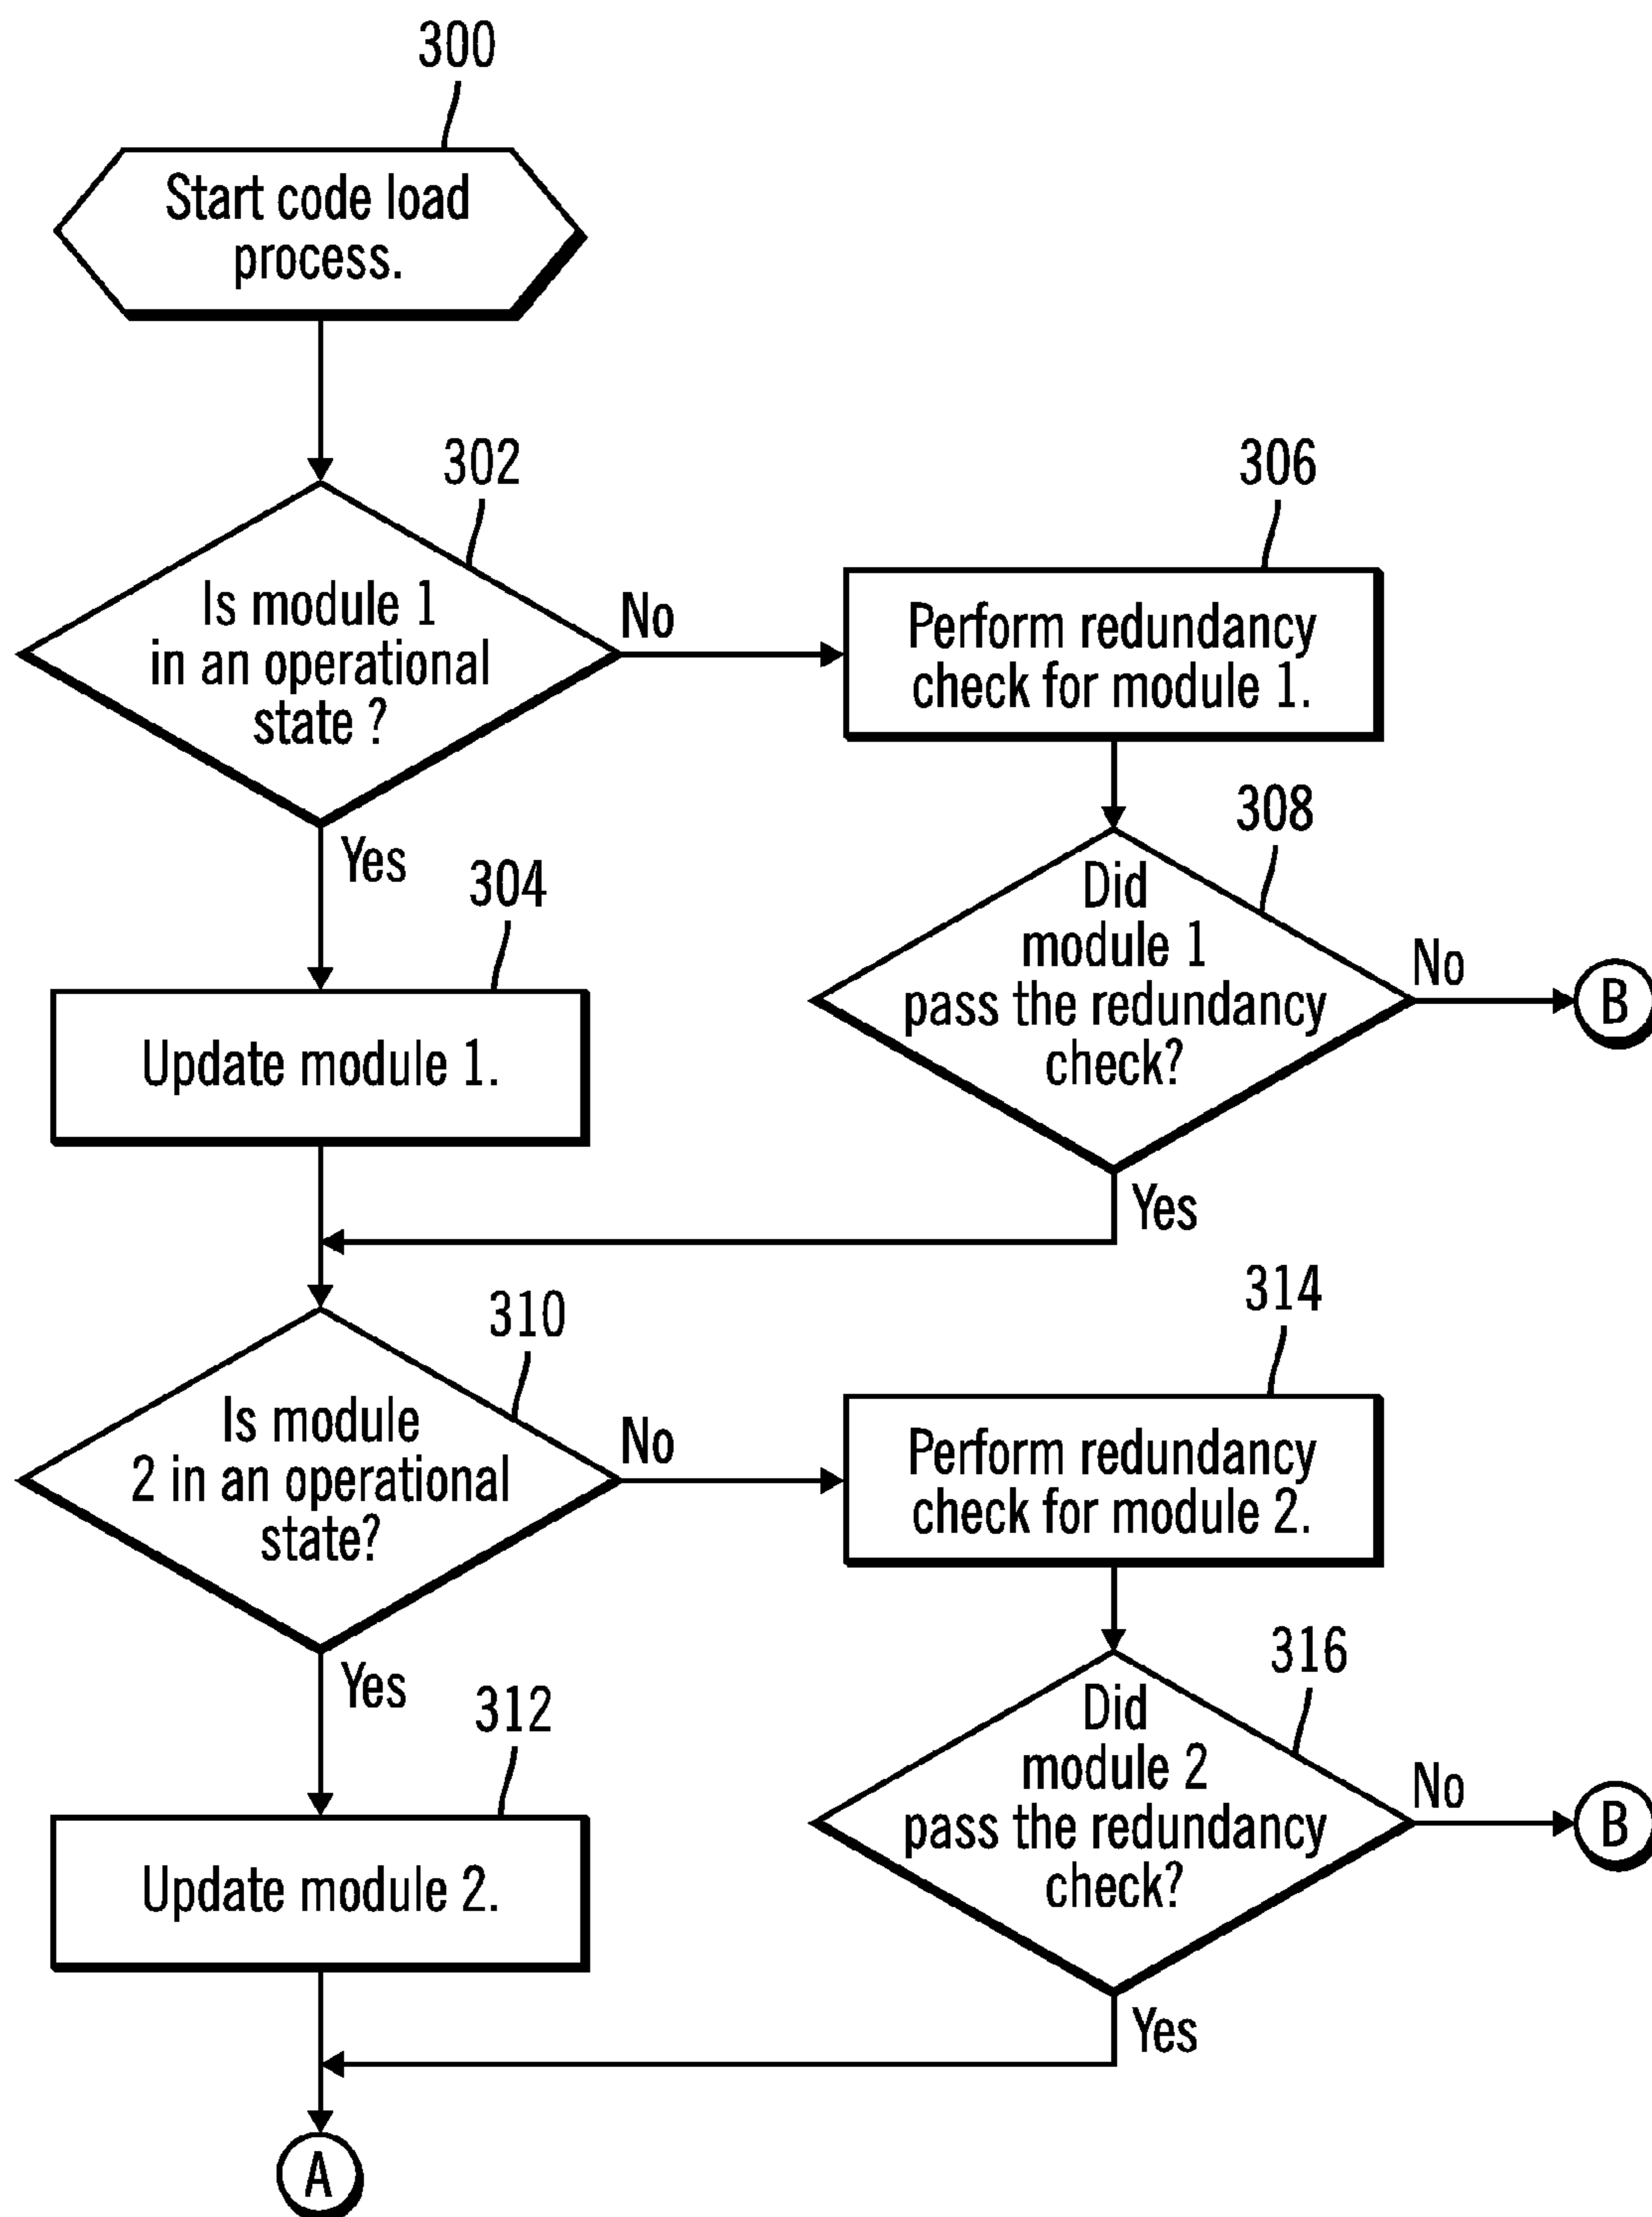 300
Start code load
process.
302
Is module 1
in an operational
state ?
No
Yes
306
Perform redundancy
check for module 1.
304
Update module 1.
308
Did
module 1
pass the redundancy
check?
No
B
Yes
310
Is module
2 in an operational
state?
No
Yes
314
Perform redundancy
check for module 2.
312
Update module 2.
316
Did
module 2
pass the redundancy
check?
No
B
Yes
A